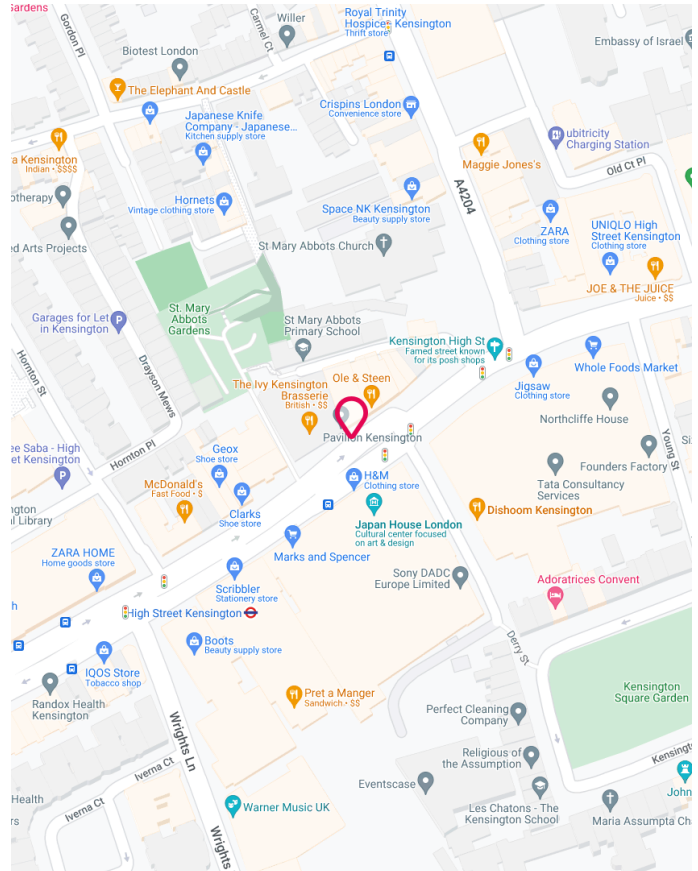 Gardens
Gordon Pl
Carmel Ct
Willer
Royal Trinity
Hospice Kensington
Thrift store
Embassy of Israel
Biotest London
The Elephant And Castle
Japanese Knife
Company - Japanese...
Kitchen supply store
Crispins London
Convenience store
ubitricity
Charging Station
Maggie Jones's
Old Ct Pl
A4204
Kensington
Indian • $$$$
Hornets
Vintage clothing store
Space NK Kensington
Beauty supply store
ZARA
Clothing store
UNIQLO High
Street Kensington
Clothing store
Arts Projects
St Mary Abbots Church
JOE & THE JUICE
Juice • $$
St. Mary
Abbots
Gardens
Garages for Let
in Kensington
St Mary Abbots
Primary School
Kensington High St
Famed street known
for its posh shops
Whole Foods Market
Hornton St
Drayson Mews
The Ivy Kensington
Brasserie
British • $$
Ole & Steen
Jigsaw
Clothing store
Northcliffe House
Young St
Pavilion Kensington
Hornton Pl
Geox
Shoe store
Saba - High
Kensington
Founders Factory
McDonald's
Fast Food • $
H&M
Clothing store
Tata Consultancy
Services
Clarks
Shoe store
Japan House London
Cultural center focused
on art & design
Dishoom Kensington
Library
ZARA HOME
Home goods store
Marks and Spencer
Sony DADC
Europe Limited
Adoratrices Convent
Scribbler
Stationery store
High Street Kensington
Boots
Beauty supply store
Derry St
IQOS Store
Tobacco shop
Randox Health
Kensington
Pret a Manger
Sandwich • $$
Kensington
Square Garden
Wrights Ln
Perfect Cleaning
Company
Iverna Ct
Religious of
the Assumption
Kensing
Eventscase
Iverna Ct
Health
Warner Music UK
Les Chatons - The
Kensington School
Maria Assumpta Ch
John
Wrights